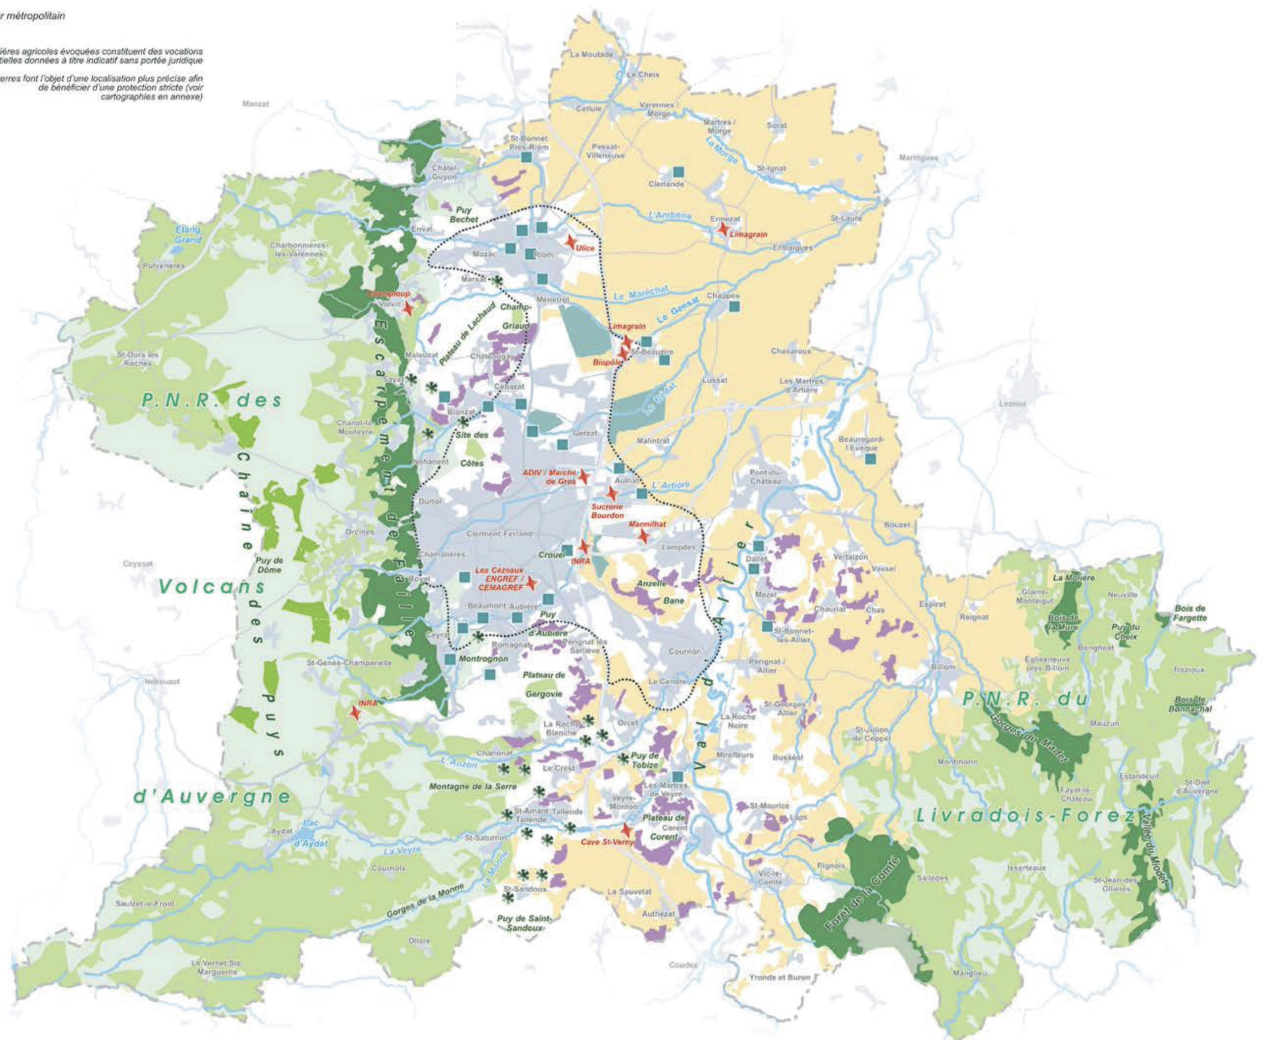 r métropolitain
ières agricoles évoquées constituent des vocations
tielles données à titre indicatif sans portée juridique
erres font l'objet d'une localisation plus précise afin
de bénéficier d'une protection stricte (voir
cartographies en annexe)
Manzat
La Moutade
Le Cheix
Cellule
Varennes /
Morge
Martres /
Morge
Surat
La Morge
St-Bonnet
Près-Riom
Pessat-
Villeneuve
Clerlande
St-Ignat
Maringues
Châtel-
Guyon
Puy
Bechet
Enval
L'Ambène
Ennezat
Limagrain
St-Laure
Entraigues
Etang
Grand
Pulvérières
Charbonnières
les-Varennes
Mozac
Riom
Ulice
Marsat
Volvic
Ménétrol
Le Maréchat
Le Gensat
Chappes
Plateau de Lachaud
Champ-
Griaud
Limagrain
Biopôle
St-Beauzire
Malauzat
Châteaugay
St-Ours les
Roches
Sayat
Cébazat
Lussat
Chavaroux
Les Martres
d'Artière
Lezoux
P.N.R. des
Chanat-la
Mouteyre
Blanzat
Site des
Côtes
Gerzat
Malintrat
Beauregard-
l'Evêque
Nohanent
Escarpement de Faille
ADIV / Marché
de Gros
Aulnat
L'Artière
Pont-du-
Château
Sucrerie
Bourdon
Durtol
Orcines
Clermont-Ferrand
Marmilhat
Lempdes
Bouzel
Chaîne des Puys
Puy de
Dôme
Ceyssat
Chamalières
Crouel
INRA
Dallet
Vertaizon
Vassel
Volcans
Royat
Les Cézeaux
ENGREF /
CEMAGREF
Anzelle
Bane
Mezel
Chauriat
Chas
Espirat
Reignat
Glaine-
Montaigut
La Molière
Neuville
Bois de
Fargette
Beaumont
Aubière
Puy
d'Aubière
Ceyrat
Romagnat
Pérignat les
Sarliève
Cournon
St-Bonnet-
lès-Allier
Puy du
Cheix
Bongheat
Montrognon
Val d'Allier
Pérignat-/
Allier
Billom
Egliseneuve
près Billom
Trézioux
St-Genès-Champanelle
Plateau de
Gergovie
Le Cendre
Nébouzat
INRA
La Roche
Blanche
Orcet
La Roche
Noire
St-Georges /
Allier
P.N.R. du
Mauzun
St-Julien
de Coppel
Chanonat
L'Auzon
Le Crest
Puy de
Tobize
Mirefleurs
Busséol
Montmorin
Fayet-le-
Château
Estandeuil
St-Dier
d'Auvergne
Montagne de la Serre
Les Martres
de Veyre
Veyre-
Monton
d'Auvergne
St-Amant-Tallende
Tallende
Plateau de
Corent
Corent
St-Maurice
Laps
Livradois-Forez
Vallée du Miodet
Aydat
Lac
d'Aydat
La Veyre
St-Saturnin
Cave St-Verny
Cournols
La Monne
Pignols
Vic-le-
Comte
Forêt de la Comté
Sallèdes
Isserteaux
St-Jean-des
Ollières
Saulzet-le-Froid
Gorges de la Monne
St-Sandoux
La Sauvetat
Authezat
Puy de Saint-
Sandoux
Olloix
Le Vernet Ste-
Marguerite
Coudes
Yronde et Buron
Manglieu